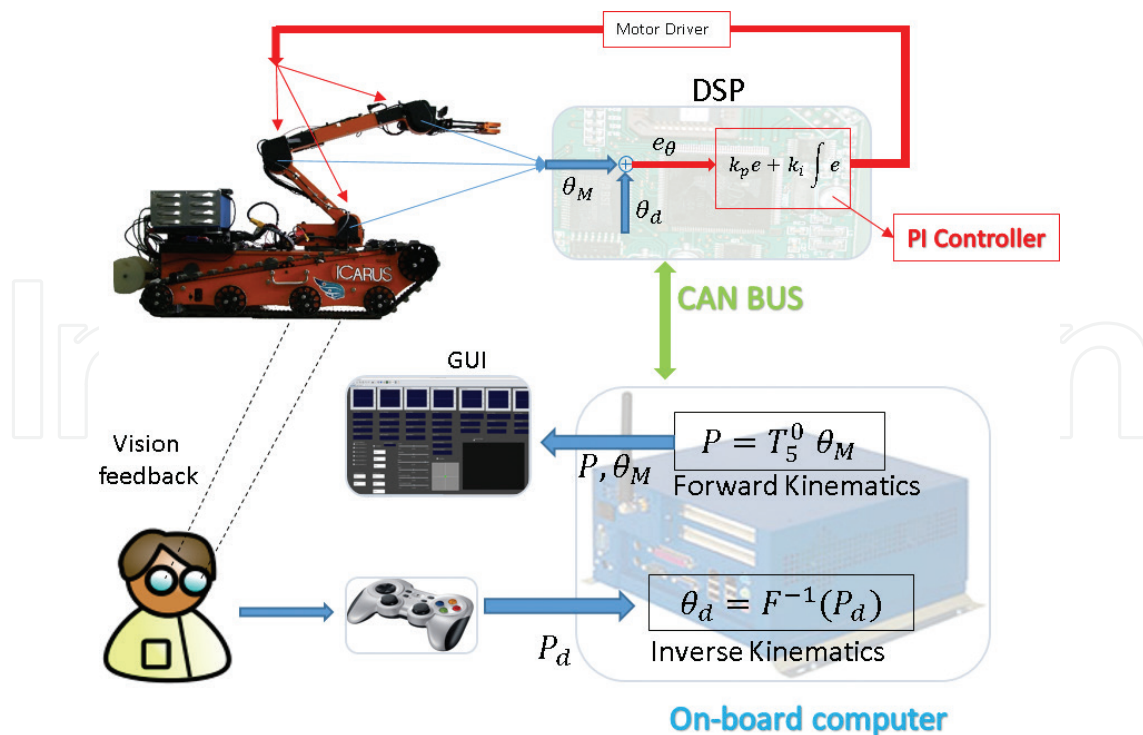 Motor Driver
DSP
e_θ
k_p e + k_i ∫ e
θ_M
θ_d
PI Controller
ICARUS
CAN BUS
GUI
P = T_5^0 θ_M
P, θ_M
Forward Kinematics
Vision
feedback
θ_d = F^{-1}(P_d)
P_d
Inverse Kinematics
On-board computer